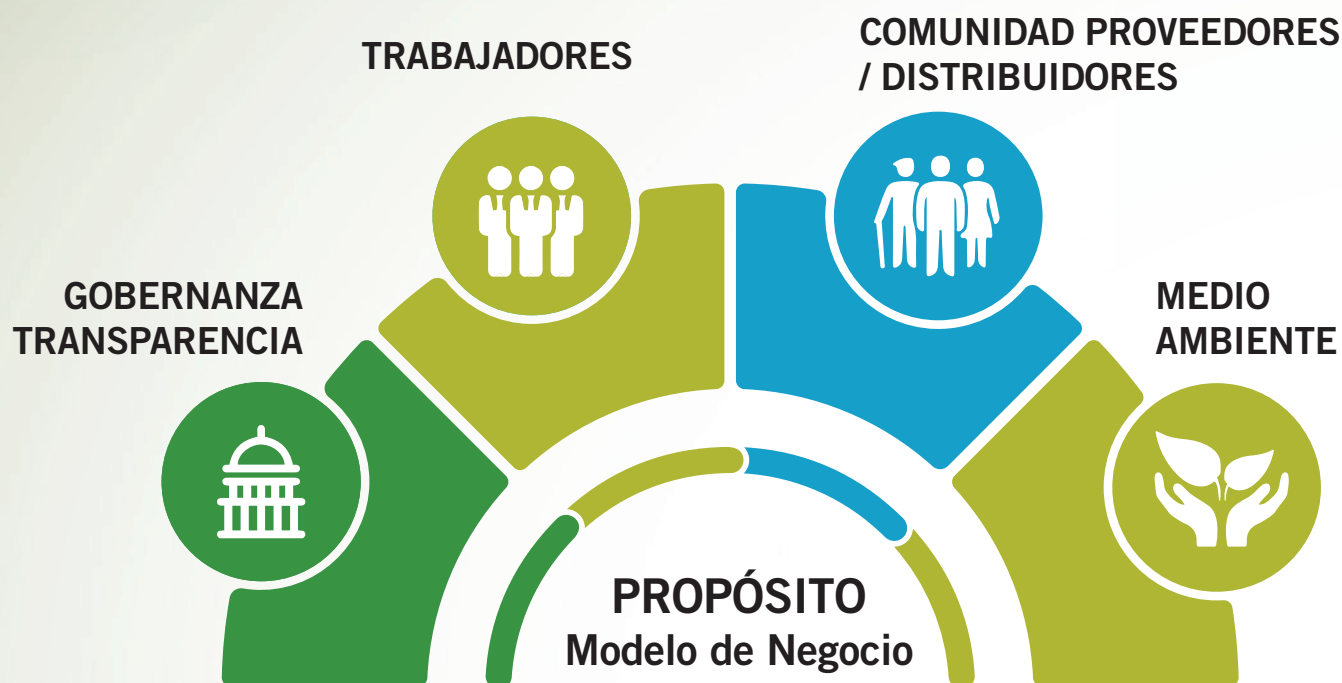 TRABAJADORES
COMUNIDAD PROVEEDORES
/ DISTRIBUIDORES
GOBERNANZA
TRANSPARENCIA
MEDIO
AMBIENTE
PROPÓSITO
Modelo de Negocio